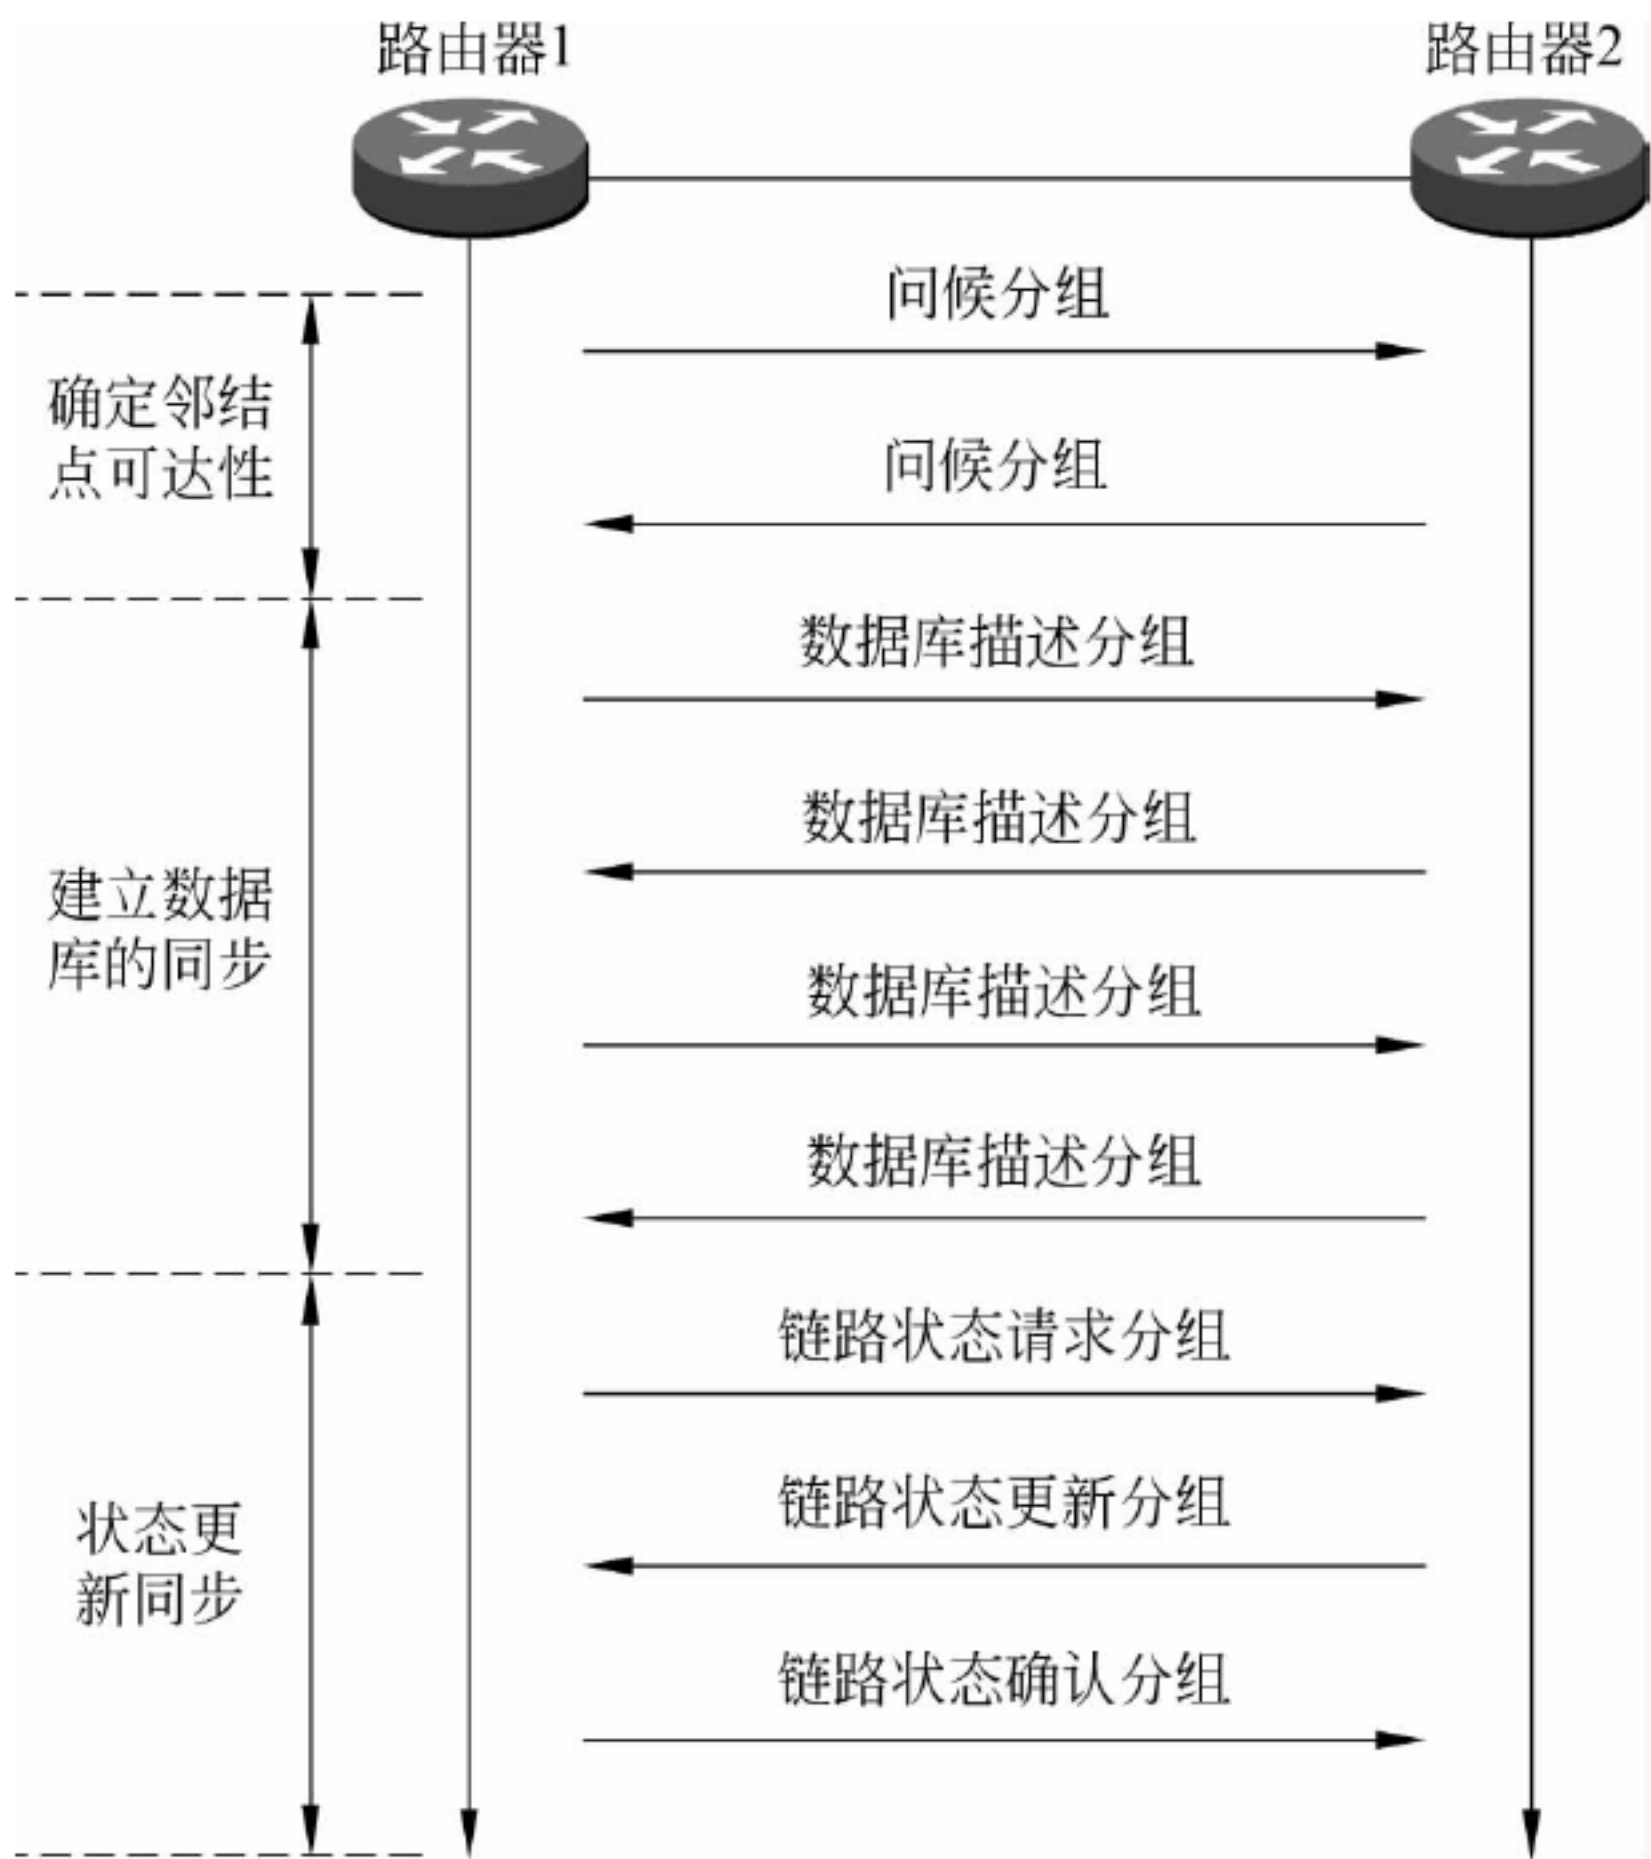 路由器1
路由器2
问候分组
确定邻结
点可达性
问候分组
数据库描述分组
数据库描述分组
建立数据
库的同步
数据库描述分组
数据库描述分组
链路状态请求分组
链路状态更新分组
状态更
新同步
链路状态确认分组